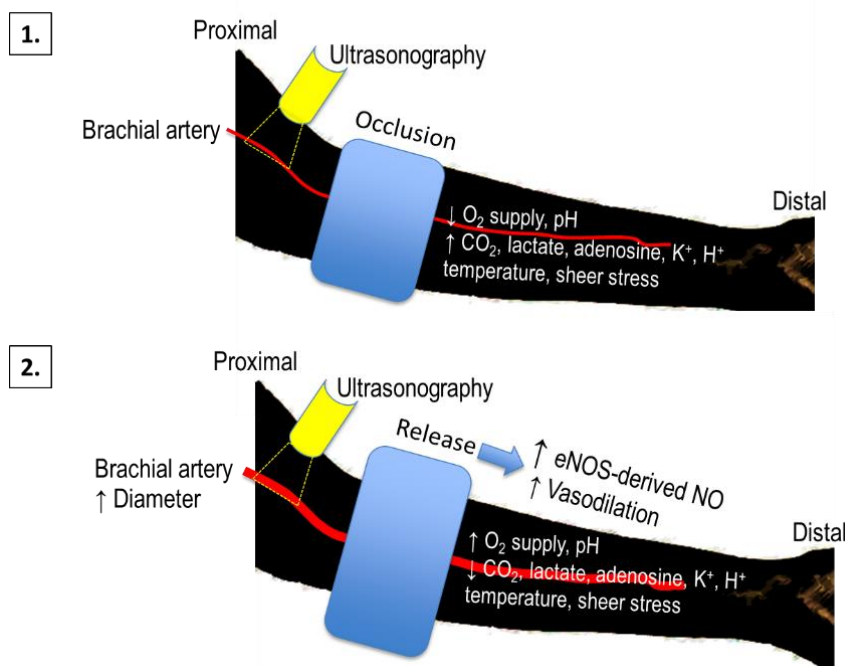 1.
Proximal
Ultrasonography
Brachial artery
Occlusion
Distal
↓ O₂ supply, pH
↑ CO₂, lactate, adenosine, K⁺, H⁺
temperature, sheer stress
2.
Proximal
Ultrasonography
Release
↑ eNOS-derived NO
↑ Vasodilation
Brachial artery
↑ Diameter
Distal
↑ O₂ supply, pH
↓ CO₂, lactate, adenosine, K⁺, H⁺
temperature, sheer stress